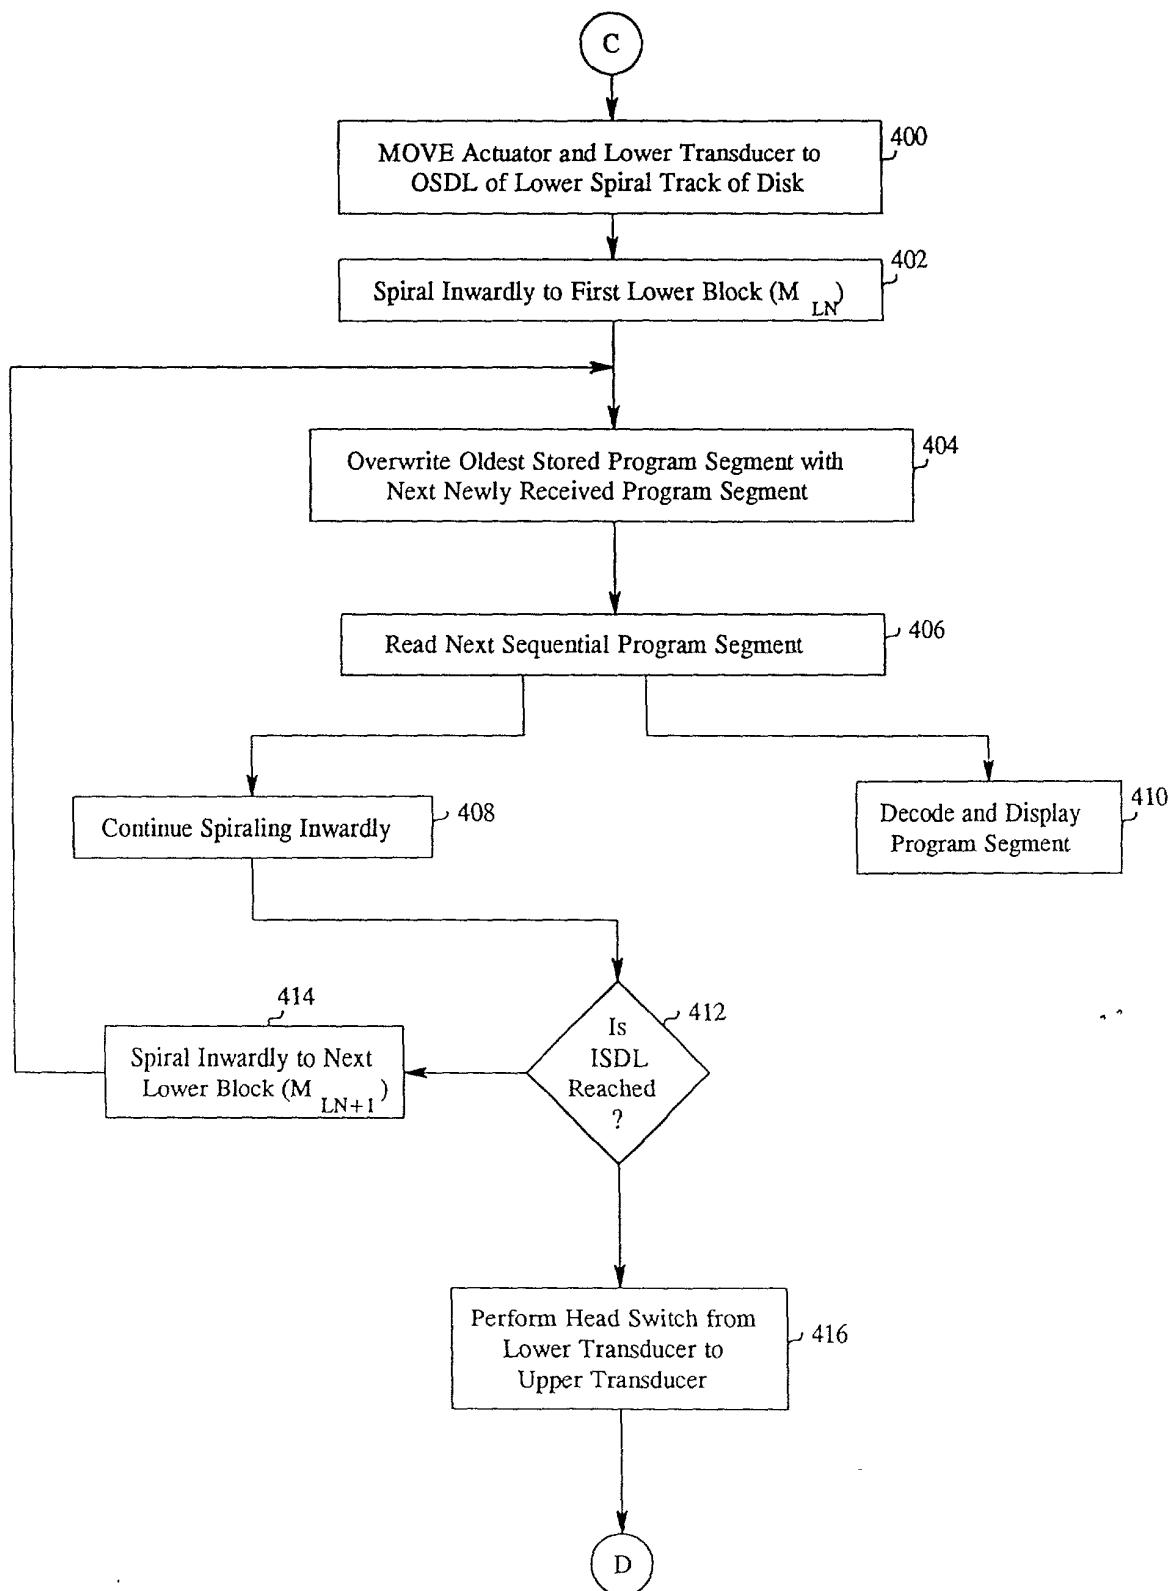 C
MOVE Actuator and Lower Transducer to
OSDL of Lower Spiral Track of Disk
400
Spiral Inwardly to First Lower Block (M LN)
402
Overwrite Oldest Stored Program Segment with
Next Newly Received Program Segment
404
Read Next Sequential Program Segment
406
Continue Spiraling Inwardly
408
Decode and Display
Program Segment
410
Is
ISDL
Reached
?
412
414
Spiral Inwardly to Next
Lower Block (M LN+1)
Perform Head Switch from
Lower Transducer to
Upper Transducer
416
D